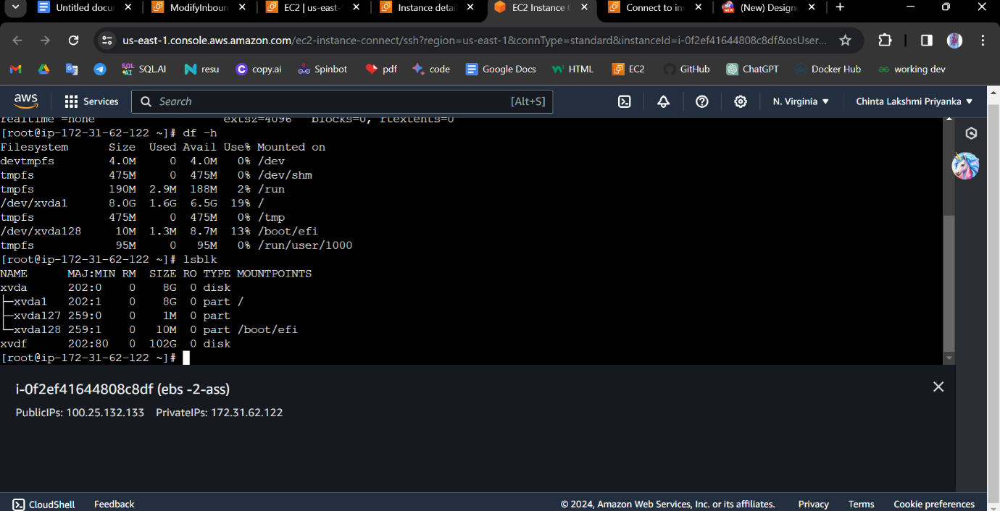 Untitled docu
ModifyInboun
EC2 | us-east-
Instance detai
EC2 Instance C
Connect to ins
(New) Designe
us-east-1.console.aws.amazon.com/ec2-instance-connect/ssh?region=us-east-1&connType=standard&instanceId=i-0f2ef41644808c8df&osUser...
SQLAI resu copy.ai Spinbot pdf code Google Docs HTML EC2 GitHub ChatGPT Docker Hub working dev
aws Services Search [Alt+S] N. Virginia Chinta Lakshmi Priyanka
realtime =none extsz=4096 blocks=0, rtextents=0
[root@ip-172-31-62-122 ~]# df -h
Filesystem Size Used Avail Use% Mounted on
devtmpfs 4.0M 0 4.0M 0% /dev
tmpfs 475M 0 475M 0% /dev/shm
tmpfs 190M 2.9M 188M 2% /run
/dev/xvda1 8.0G 1.6G 6.5G 19% /
tmpfs 475M 0 475M 0% /tmp
/dev/xvda128 10M 1.3M 8.7M 13% /boot/efi
tmpfs 95M 0 95M 0% /run/user/1000
[root@ip-172-31-62-122 ~]# lsblk
NAME MAJ:MIN RM SIZE RO TYPE MOUNTPOINTS
xvda 202:0 0 8G 0 disk
├─xvda1 202:1 0 8G 0 part /
├─xvda127 259:0 0 1M 0 part
└─xvda128 259:1 0 10M 0 part /boot/efi
xvdf 202:80 0 102G 0 disk
[root@ip-172-31-62-122 ~]#
i-0f2ef41644808c8df (ebs -2-ass)
PublicIPs: 100.25.132.133 PrivateIPs: 172.31.62.122
CloudShell Feedback © 2024, Amazon Web Services, Inc. or its affiliates. Privacy Terms Cookie preferences